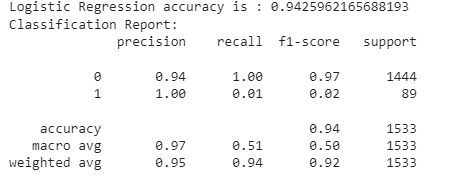 Logistic Regression accuracy is : 0.9425962165688193
Classification Report:
precision recall f1-score support
0 0.94 1.00 0.97 1444
1 1.00 0.01 0.02 89
accuracy 0.94 1533
macro avg 0.97 0.51 0.50 1533
weighted avg 0.95 0.94 0.92 1533